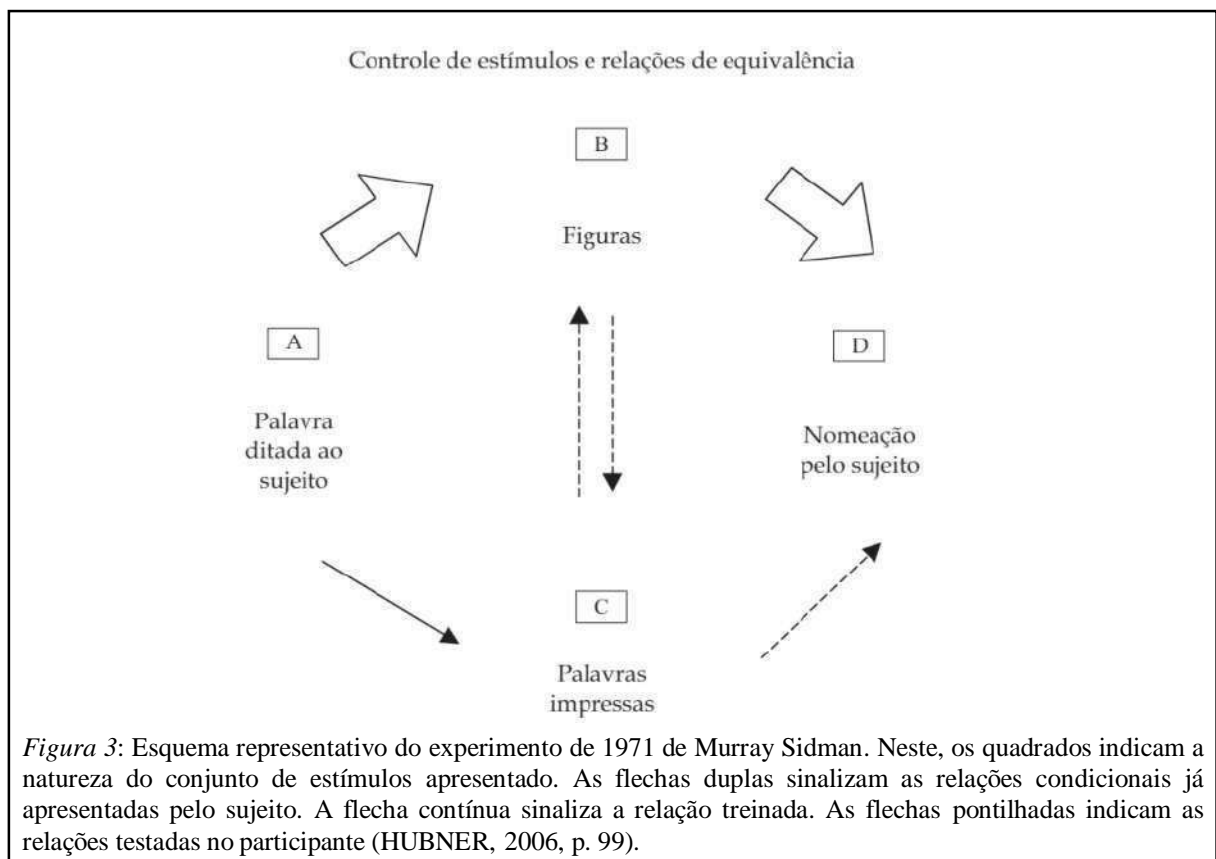 Controle de estímulos e relações de equivalência
B
Figuras
A
Palavra
ditada ao
sujeito
D
Nomeação
pelo sujeito
C
Palavras
impressas
Figura 3: Esquema representativo do experimento de 1971 de Murray Sidman. Neste, os quadrados indicam a
natureza do conjunto de estímulos apresentado. As flechas duplas sinalizam as relações condicionais já
apresentadas pelo sujeito. A flecha contínua sinaliza a relação treinada. As flechas pontilhadas indicam as
relações testadas no participante (HUBNER, 2006, p. 99).